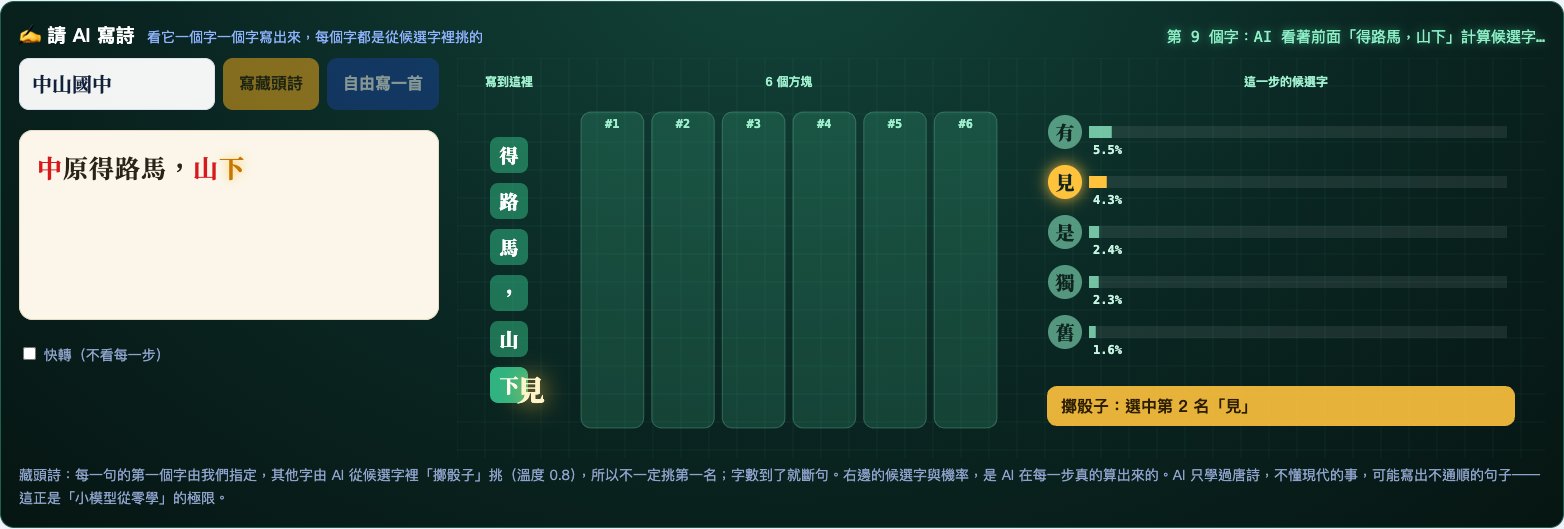 ✍️ 請 AI 寫詩 看它一個字一個字寫出來，每個字都是從候選字裡挑的
第 9 個字：AI 看著前面「得路馬，山下」計算候選字…
中山國中
寫藏頭詩
自由寫一首
中原得路馬，山下
快轉（不看每一步）
寫到這裡
得
路
馬
，
山
下見
6 個方塊
#1 #2 #3 #4 #5 #6
這一步的候選字
有
5.5%
見
4.3%
是
2.4%
獨
2.3%
舊
1.6%
擲骰子：選中第 2 名「見」
藏頭詩：每一句的第一個字由我們指定，其他字由 AI 從候選字裡「擲骰子」挑（溫度 0.8），所以不一定挑第一名；字數到了就斷句。右邊的候選字與機率，是 AI 在每一步真的算出來的。AI 只學過唐詩，不懂現代的事，可能寫出不通順的句子——
這正是「小模型從零學」的極限。